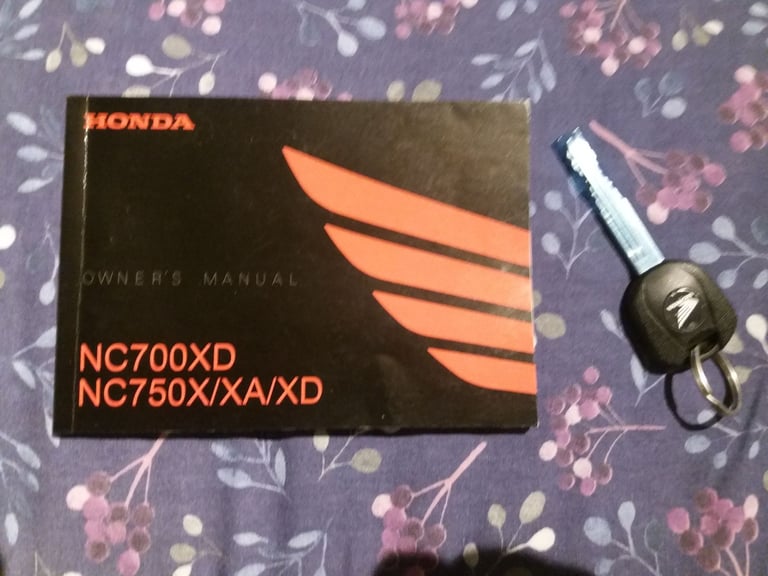 HONDA
OWNER'S MANUAL
NC700XD
NC750X/XA/XD